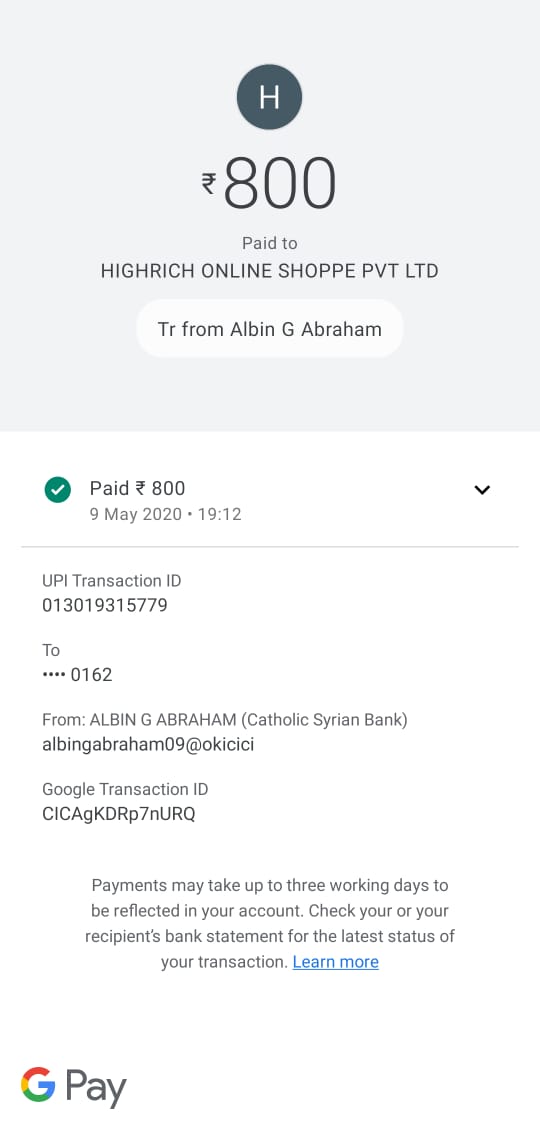 H
₹800
Paid to
HIGHRICH ONLINE SHOPPE PVT LTD
Tr from Albin G Abraham
Paid ₹ 800
9 May 2020 • 19:12
UPI Transaction ID
013019315779
To
•••• 0162
From: ALBIN G ABRAHAM (Catholic Syrian Bank)
albingabraham09@okicici
Google Transaction ID
CICAgKDRp7nURQ
Payments may take up to three working days to
be reflected in your account. Check your or your
recipient's bank statement for the latest status of
your transaction. Learn more
G Pay